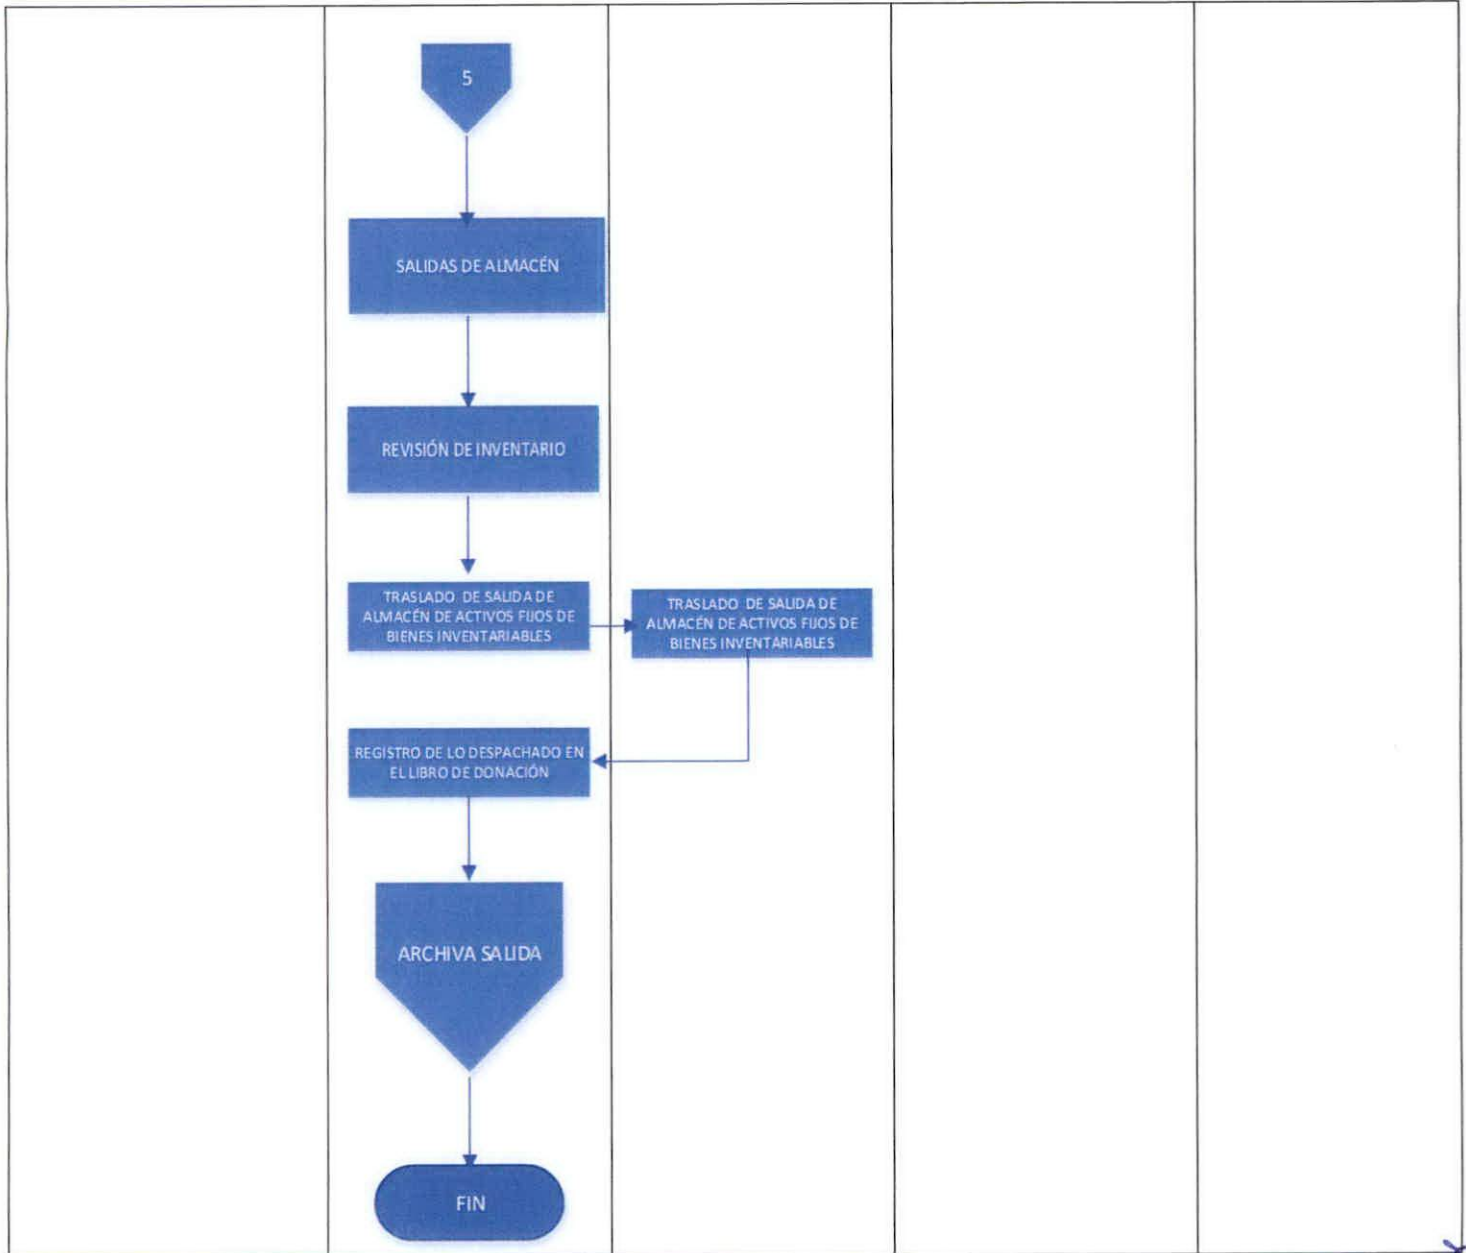 5
SALIDAS DE ALMACÉN
REVISIÓN DE INVENTARIO
TRASLADO DE SALIDA DE
ALMACÉN DE ACTIVOS FIJOS DE
BIENES INVENTARIABLES
TRASLADO DE SALIDA DE
ALMACÉN DE ACTIVOS FIJOS DE
BIENES INVENTARIABLES
REGISTRO DE LO DESPACHADO EN
EL LIBRO DE DONACIÓN
ARCHIVA SALIDA
FIN